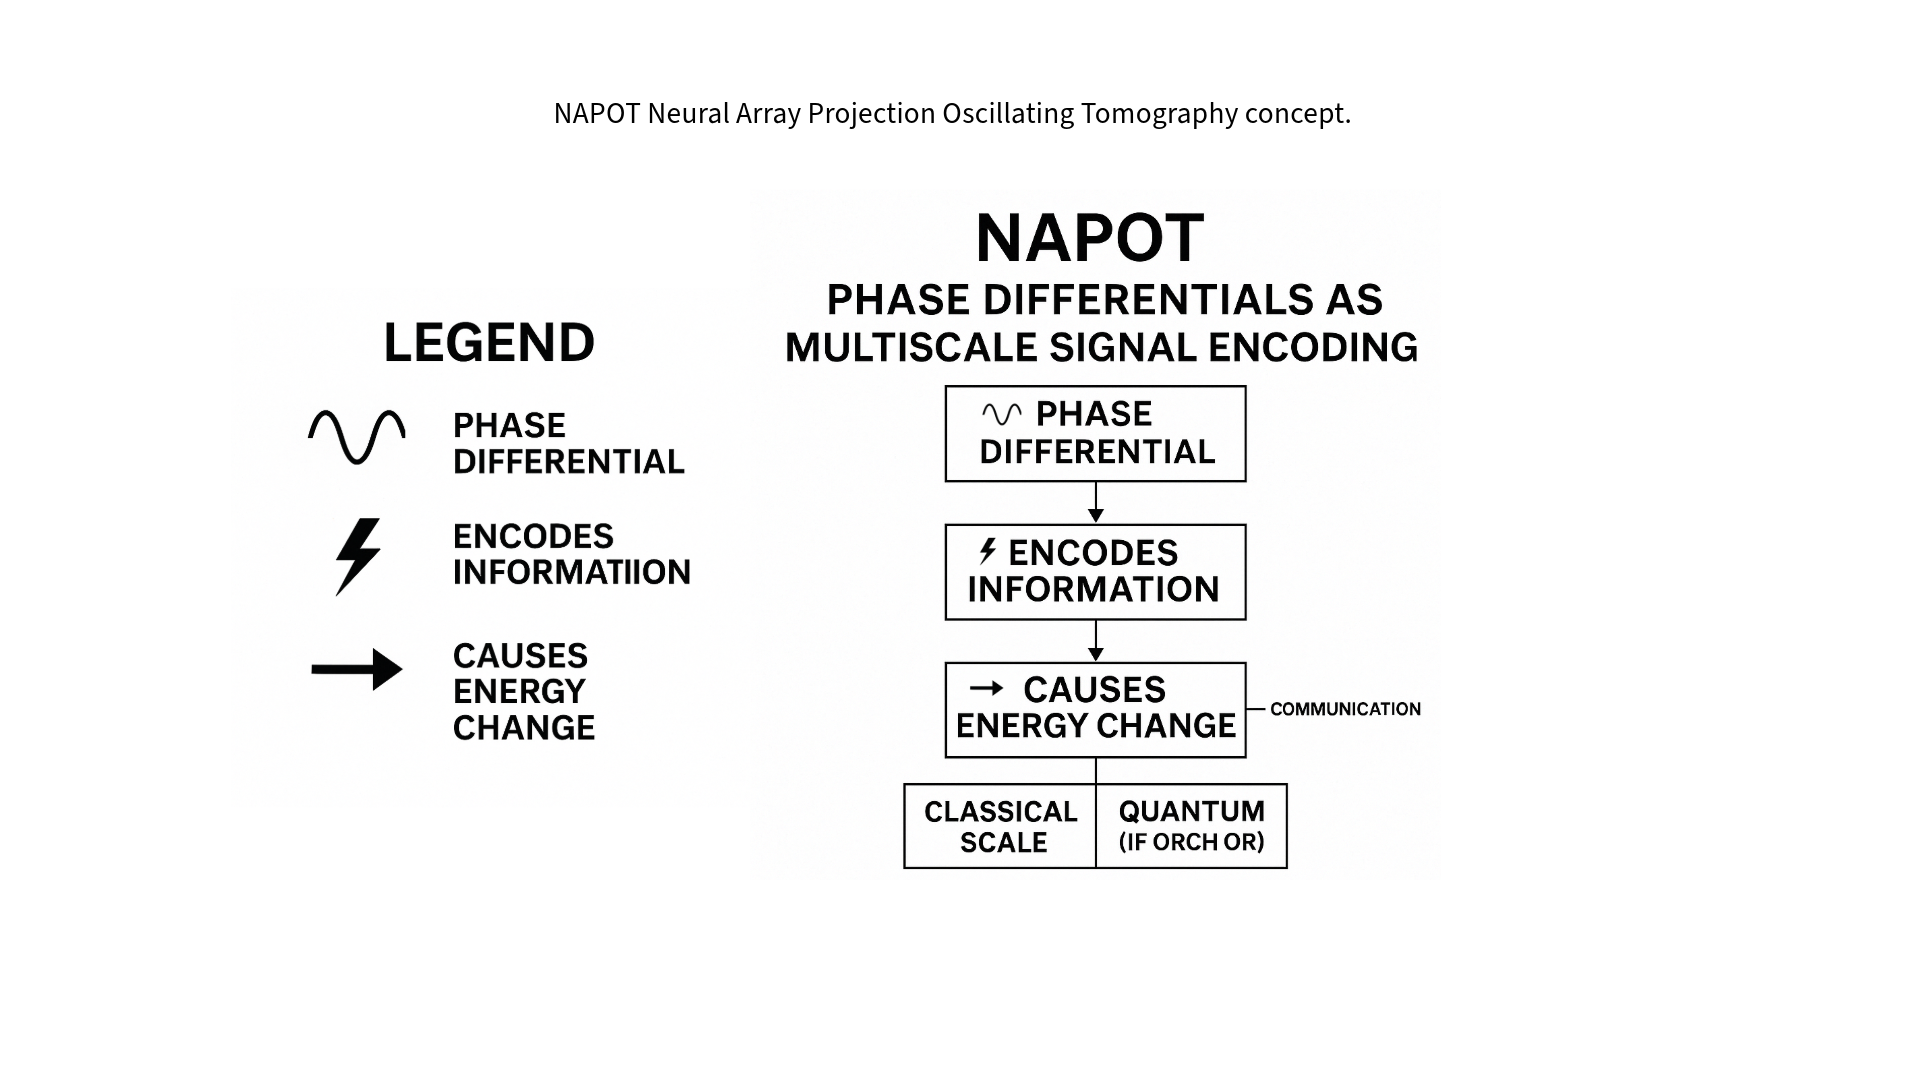 NAPOT Neural Array Projection Oscillating Tomography concept.
LEGEND
PHASE
DIFFERENTIAL
ENCODES
INFORMATIION
CAUSES
ENERGY
CHANGE
NAPOT
PHASE DIFFERENTIALS AS
MULTISCALE SIGNAL ENCODING
PHASE
DIFFERENTIAL
ENCODES
INFORMATION
CAUSES
ENERGY CHANGE
COMMUNICATION
CLASSICAL
SCALE
QUANTUM
(IF ORCH OR)